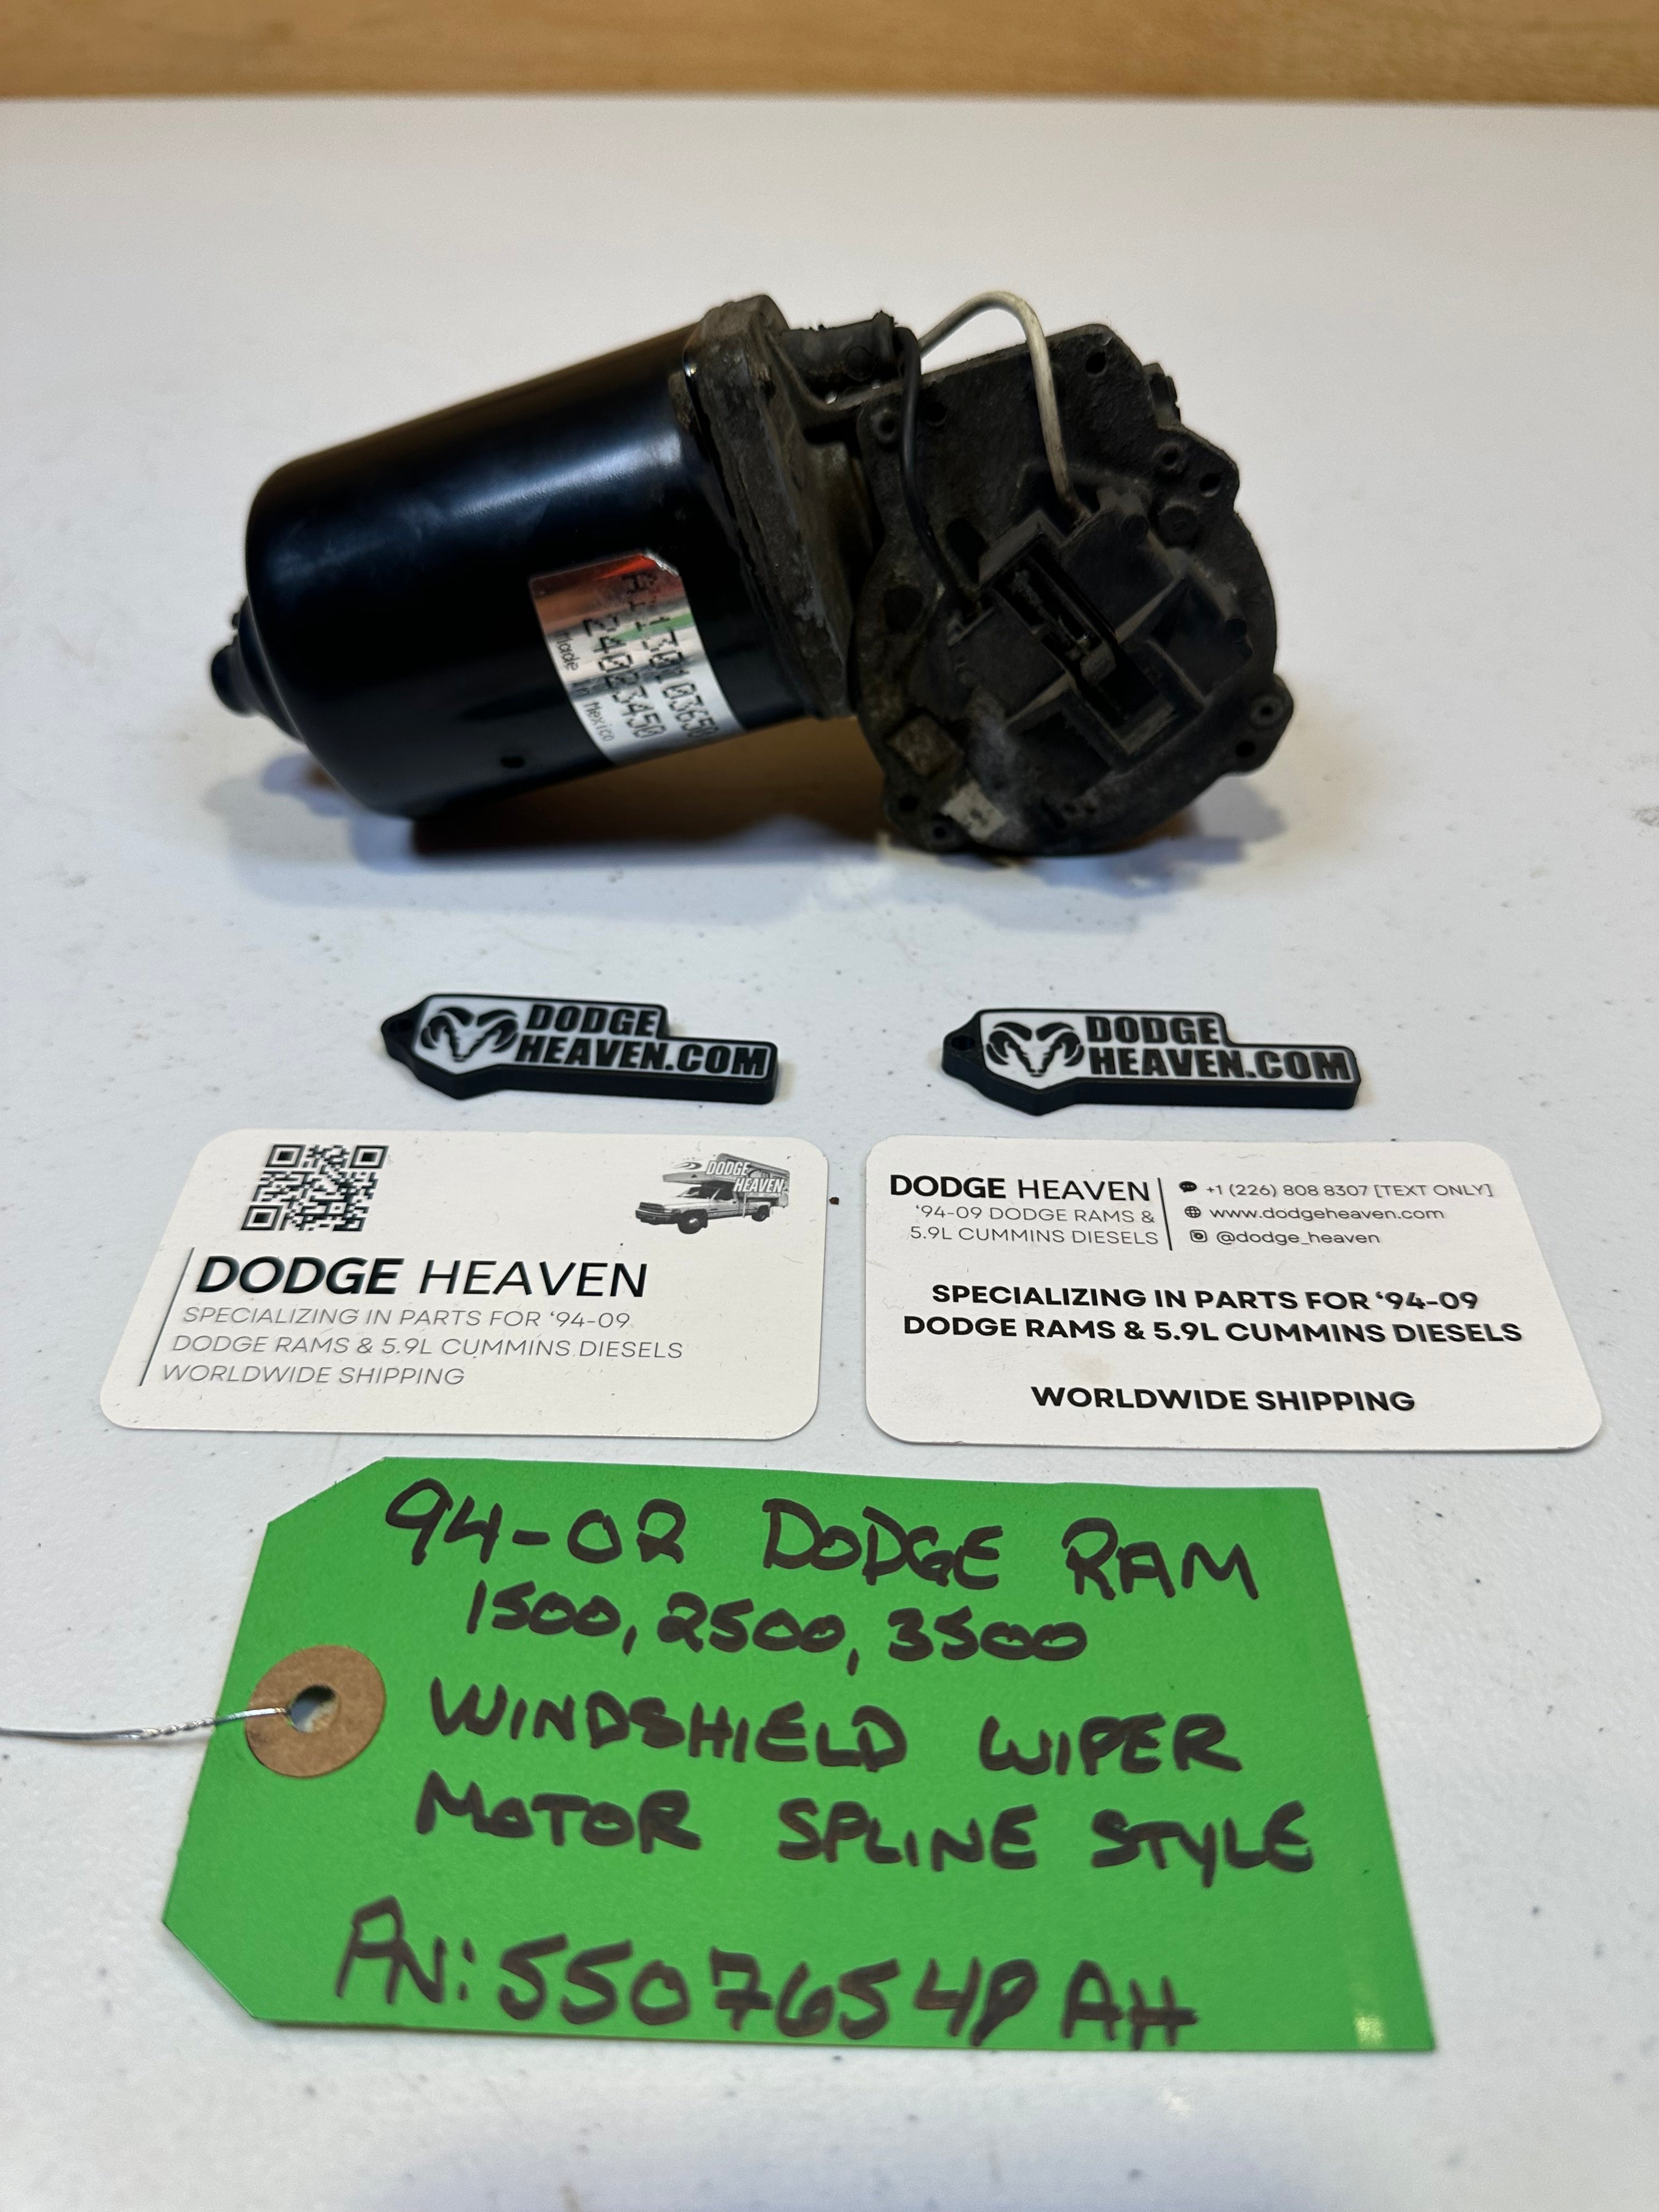 24003450
Made in Mexico
DODGE
HEAVEN.COM
DODGE
HEAVEN.COM
DODGE
HEAVEN
DODGE HEAVEN
SPECIALIZING IN PARTS FOR ‘94-09
DODGE RAMS & 5.9L CUMMINS DIESELS
WORLDWIDE SHIPPING
DODGE HEAVEN
‘94-09 DODGE RAMS &
5.9L CUMMINS DIESELS
+1 (226) 808 8307 [TEXT ONLY]
www.dodgeheaven.com
@dodge_heaven
SPECIALIZING IN PARTS FOR ‘94-09
DODGE RAMS & 5.9L CUMMINS DIESELS
WORLDWIDE SHIPPING
94-02 DODGE RAM
1500, 2500, 3500
WINDSHIELD WIPER
MOTOR SPLINE STYLE
PN: 55076549 AH